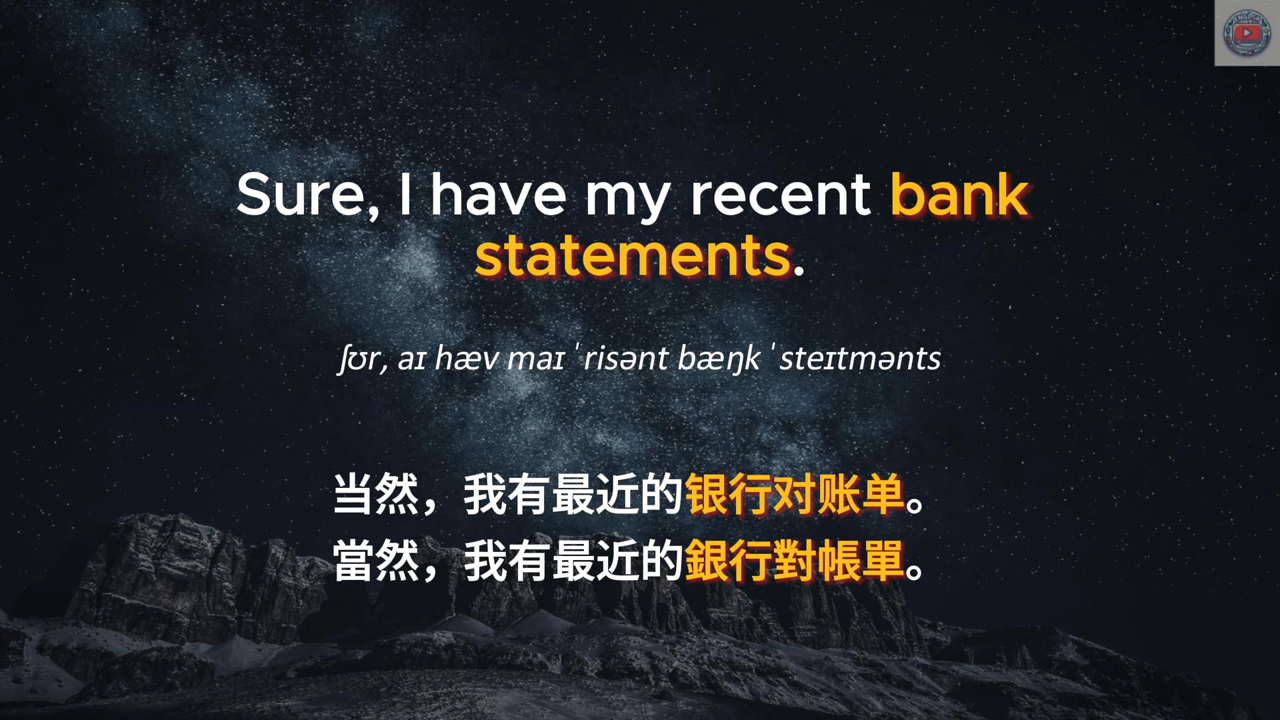 Sure, I have my recent bank
statements.
ʃʊr, aɪ hæv maɪ ˈrisənt bæŋk ˈsteɪtmənts
当然，我有最近的银行对账单。
當然，我有最近的銀行對帳單。